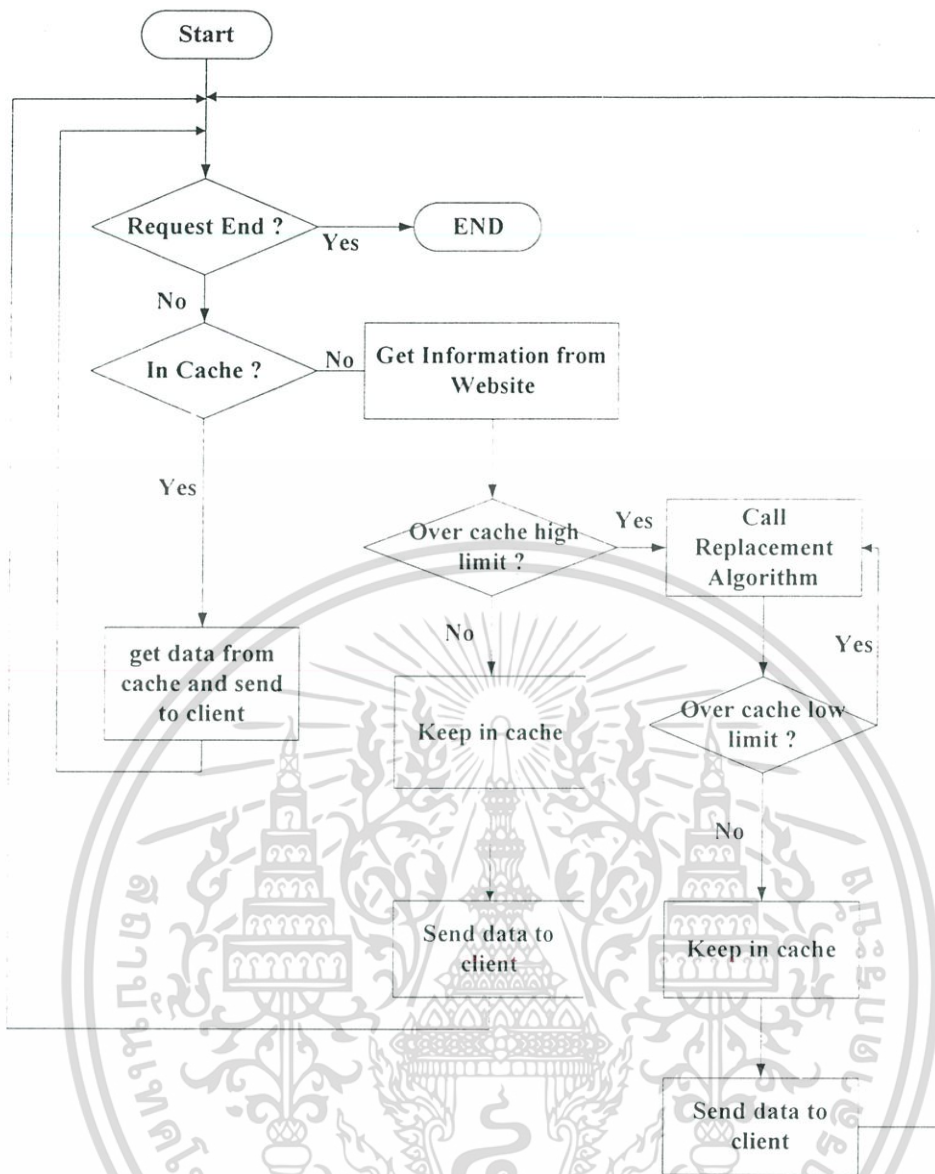 Start
Request End ?
Yes
END
No
In Cache ?
No
Get Information from
Website
Yes
Over cache high
limit ?
Yes
Call
Replacement
Algorithm
No
Yes
get data from
cache and send
to client
Keep in cache
Over cache low
limit ?
No
Send data to
client
Keep in cache
Send data to
client